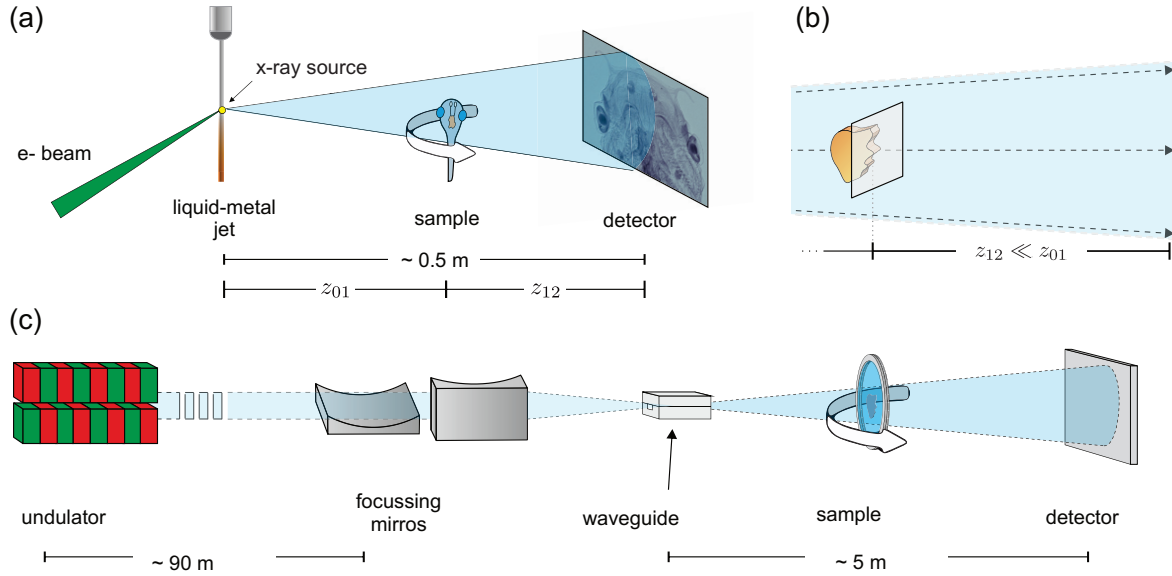 (a)
x-ray source
e- beam
liquid-metal
jet
sample
detector
~ 0.5 m
z01
z12
(b)
...
z12 ≪ z01
(c)
undulator
focussing
mirros
waveguide
sample
detector
~ 90 m
~ 5 m